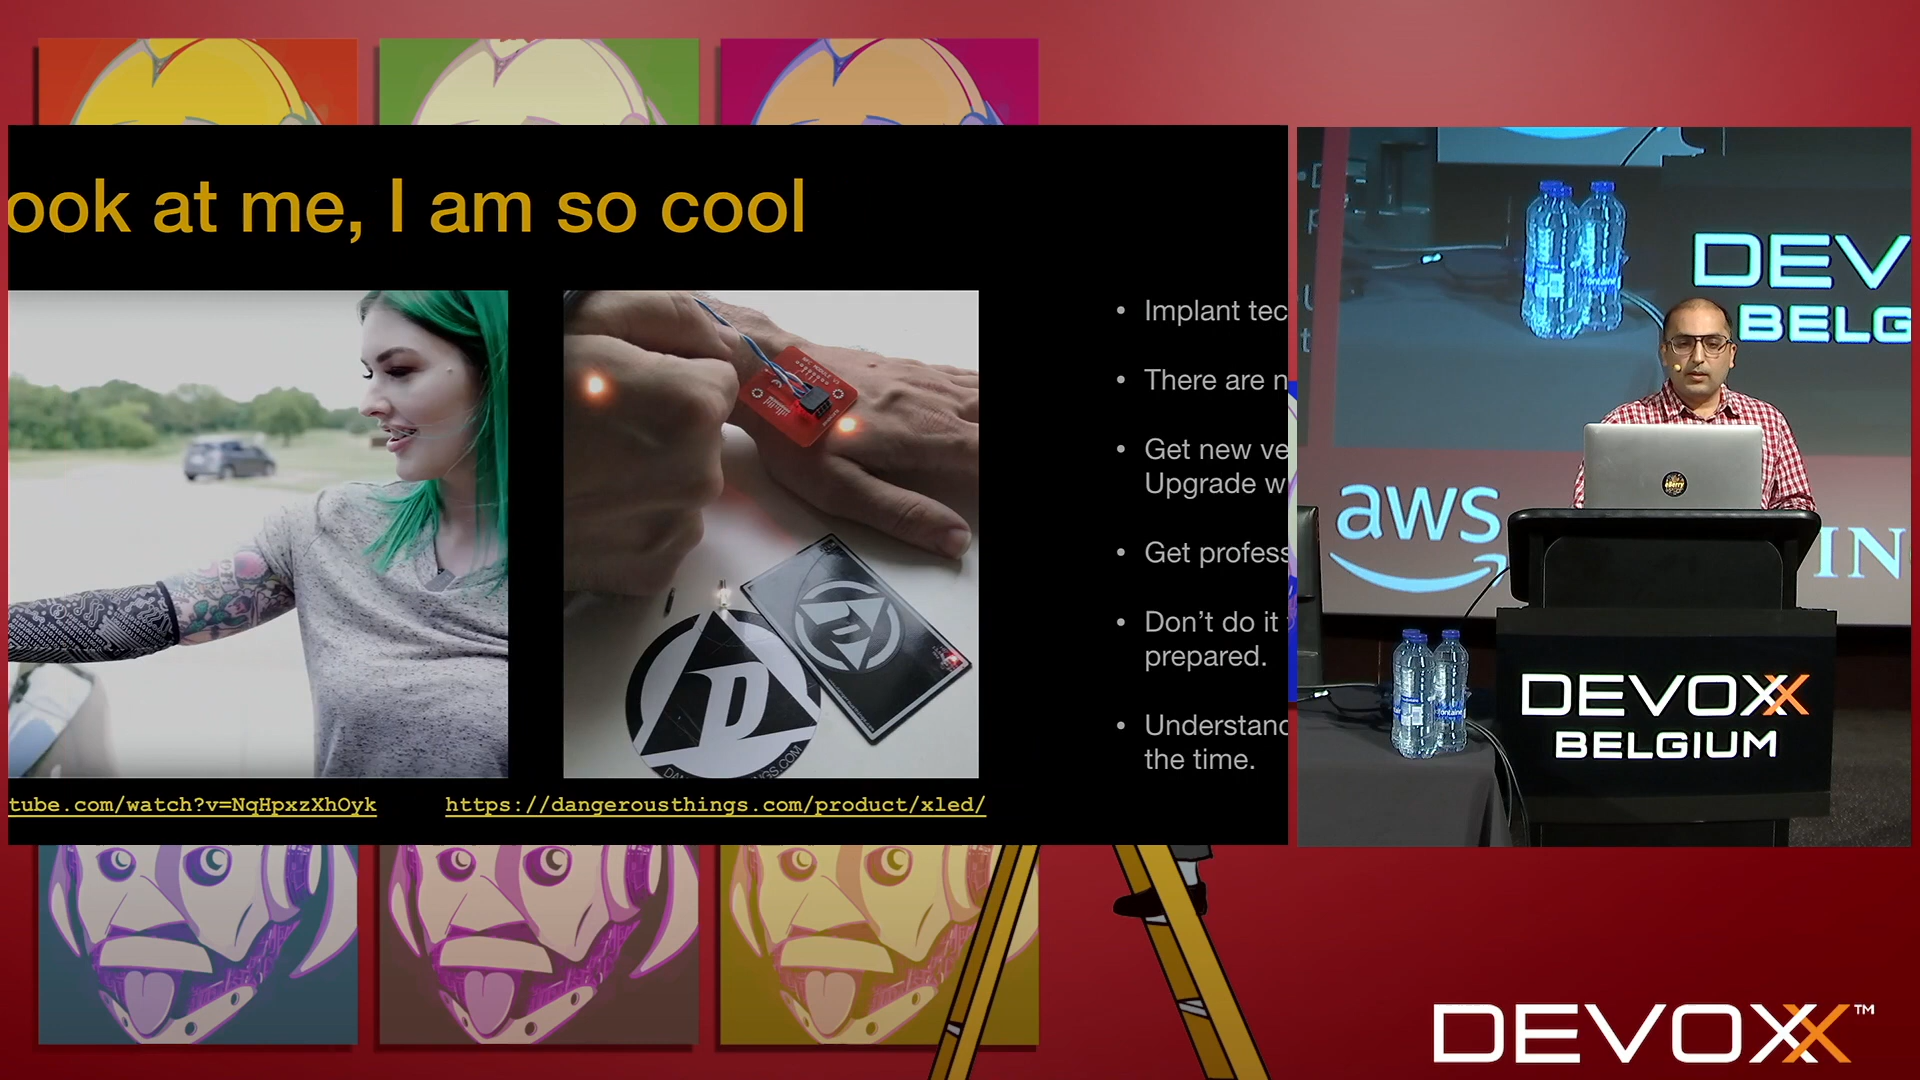 ook at me, I am so cool
Implant tec
There are n
Get new ve
Upgrade w
Get profess
Don't do it
prepared.
Understand
the time.
tube.com/watch?v=NqHpxzXhOyk
https://dangerousthings.com/product/xled/
DEV
BELG
aws
IN
DEVOXX
BELGIUM
DEVOXX™